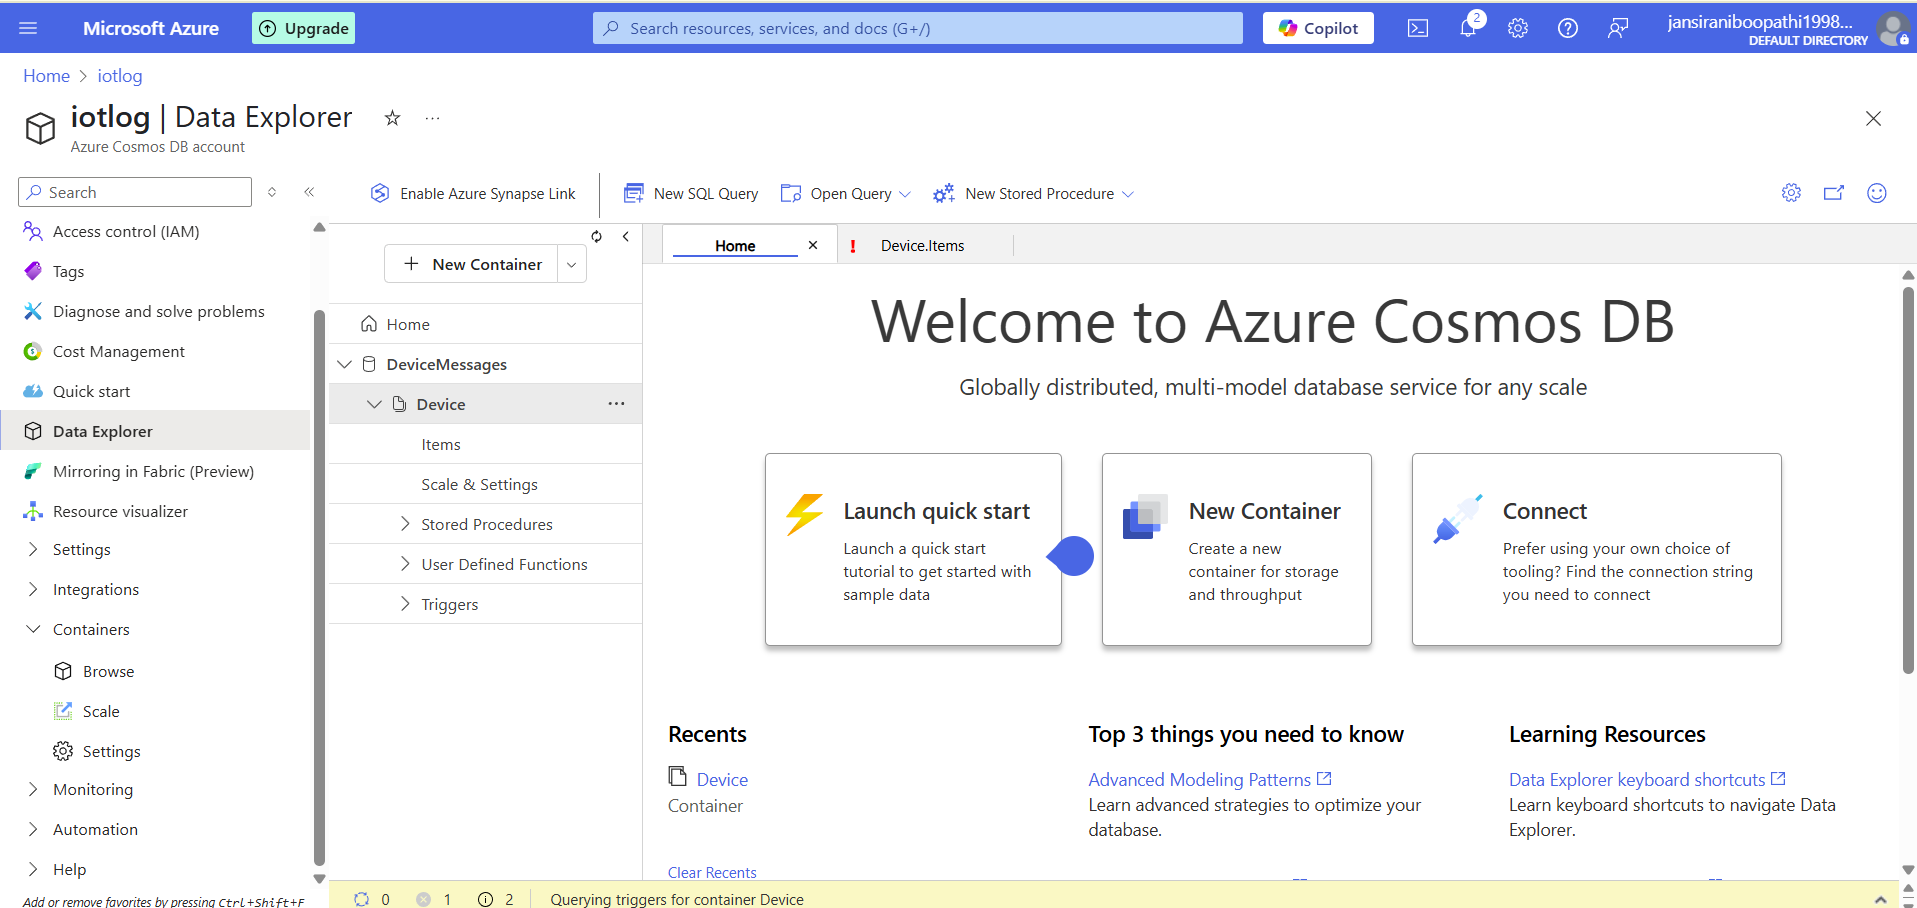 Microsoft Azure
Upgrade
Search resources, services, and docs (G+/)
Copilot
2
jansiraniboopathi1998...
DEFAULT DIRECTORY
Home > iotlog
iotlog | Data Explorer
Azure Cosmos DB account
Search
Enable Azure Synapse Link
New SQL Query
Open Query
New Stored Procedure
Access control (IAM)
Tags
Diagnose and solve problems
Cost Management
Quick start
Data Explorer
Mirroring in Fabric (Preview)
Resource visualizer
Settings
Integrations
Containers
Browse
Scale
Settings
Monitoring
Automation
Help
Add or remove favorites by pressing Ctrl+Shift+F
New Container
Home
DeviceMessages
Device
Items
Scale & Settings
Stored Procedures
User Defined Functions
Triggers
Home
! Device.Items
Welcome to Azure Cosmos DB
Globally distributed, multi-model database service for any scale
Launch quick start
Launch a quick start
tutorial to get started with
sample data
New Container
Create a new
container for storage
and throughput
Connect
Prefer using your own choice of
tooling? Find the connection string
you need to connect
Recents
Device
Container
Clear Recents
Top 3 things you need to know
Advanced Modeling Patterns
Learn advanced strategies to optimize your
database.
Learning Resources
Data Explorer keyboard shortcuts
Learn keyboard shortcuts to navigate Data
Explorer.
0 1 2 Querying triggers for container Device